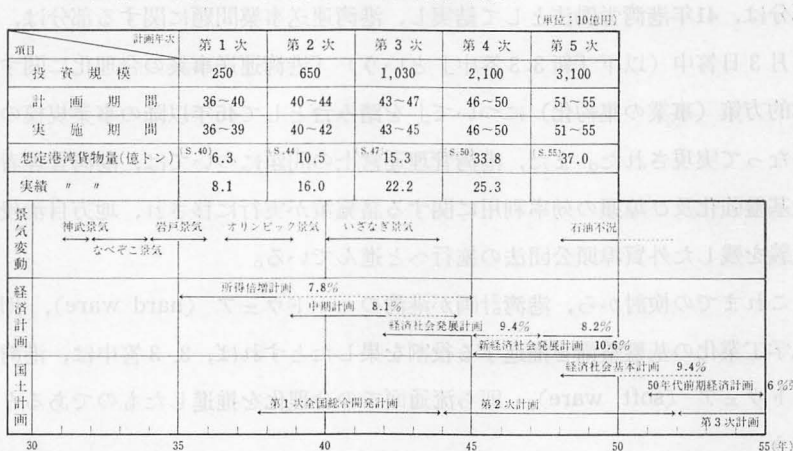 分は，41年港湾
(単位：10億円)
計画年次
項目
第1次 第2次 第3次 第4次 第5次
投資規模 250 650 1,030 2,100 3,100
計画期間 36~40 40~44 43~47 46~50 51~55
実施期間 36~39 40~42 43~45 46~50 51~55
想定港湾貨物量(億トン) (S.40) 6.3 (S.44) 10.5 (S.47) 15.3 (S.50) 33.8 (S.55) 37.0
実績 〃 〃 8.1 16.0 22.2 25.3
景気変動
神武景気 岩戸景気 オリンピック景気 いざなぎ景気 石油不況
なべぞこ景気
経済計画
所得倍増計画 7.8%
中期計画 8.1%
経済社会発展計画 9.4% 8.2%
新経済社会発展計画 10.6%
経済社会基本計画 9.4%
50年代前期経済計画 6%
国土計画
第1次全国総合開発計画 第2次計画
第3次計画
30 35 40 45 50 55(年)